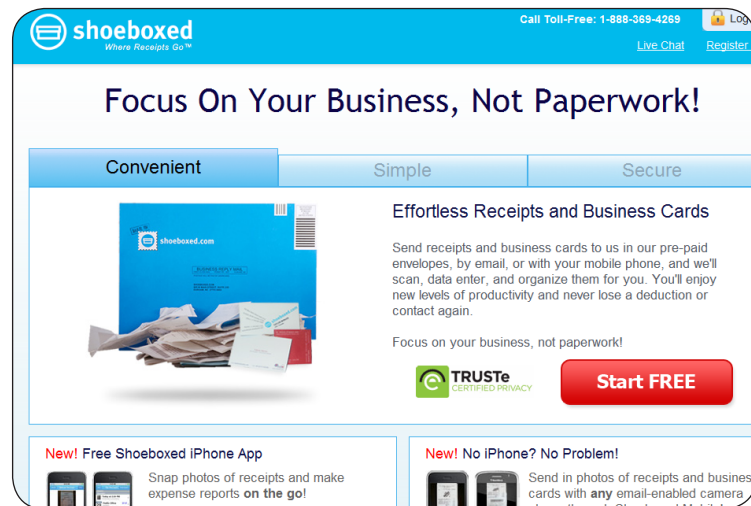 shoeboxed
Where Receipts Go™
Call Toll-Free: 1-888-369-4269
Live Chat
Register
Focus On Your Business, Not Paperwork!
Convenient
Simple
Secure
shoeboxed.com
BUSINESS REPLY MAIL
Effortless Receipts and Business Cards
Send receipts and business cards to us in our pre-paid
envelopes, by email, or with your mobile phone, and we'll
scan, data enter, and organize them for you. You'll enjoy
new levels of productivity and never lose a deduction or
contact again.
Focus on your business, not paperwork!
TRUSTe
CERTIFIED PRIVACY
Start FREE
New! Free Shoeboxed iPhone App
Snap photos of receipts and make
expense reports on the go!
New! No iPhone? No Problem!
Send in photos of receipts and busines
cards with any email-enabled camera